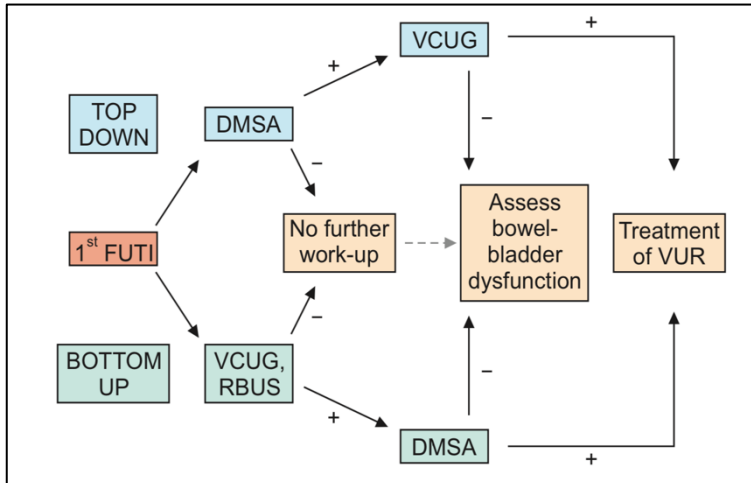 VCUG
+
+
–
TOP
DOWN
DMSA
–
1st FUTI
No further
work-up
Assess
bowel-
bladder
dysfunction
Treatment
of VUR
–
BOTTOM
UP
VCUG,
RBUS
–
+
DMSA
+